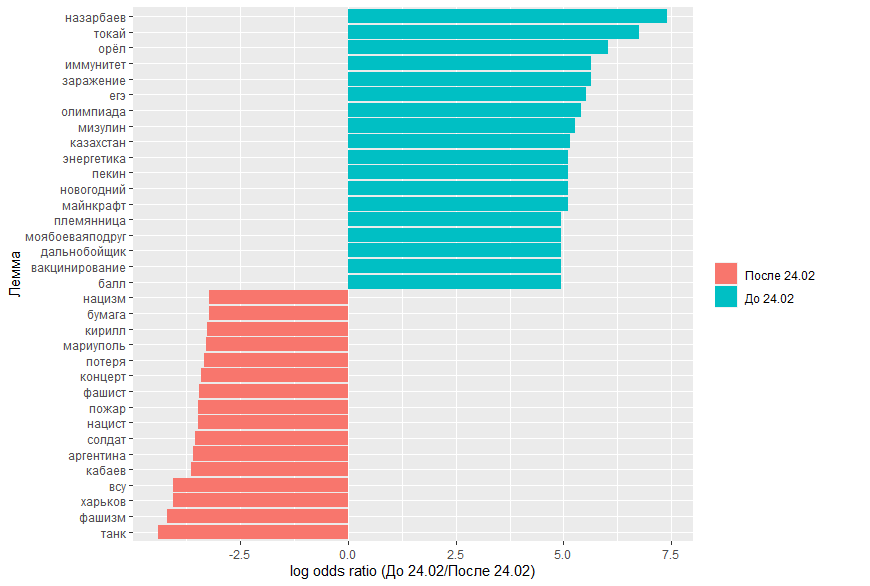 назарбаев
токай
орёл
иммунитет
заражение
егэ
олимпиада
мизулин
казахстан
энергетика
пекин
новогодний
майнкрафт
племянница
моябоеваяподруг
дальнобойщик
вакцинирование
балл
нацизм
бумага
кирилл
мариуполь
потеря
концерт
фашист
пожар
нацист
солдат
аргентина
кабаев
всу
харьков
фашизм
танк
Лемма
-2.5 0.0 2.5 5.0 7.5
log odds ratio (До 24.02/После 24.02)
После 24.02
До 24.02